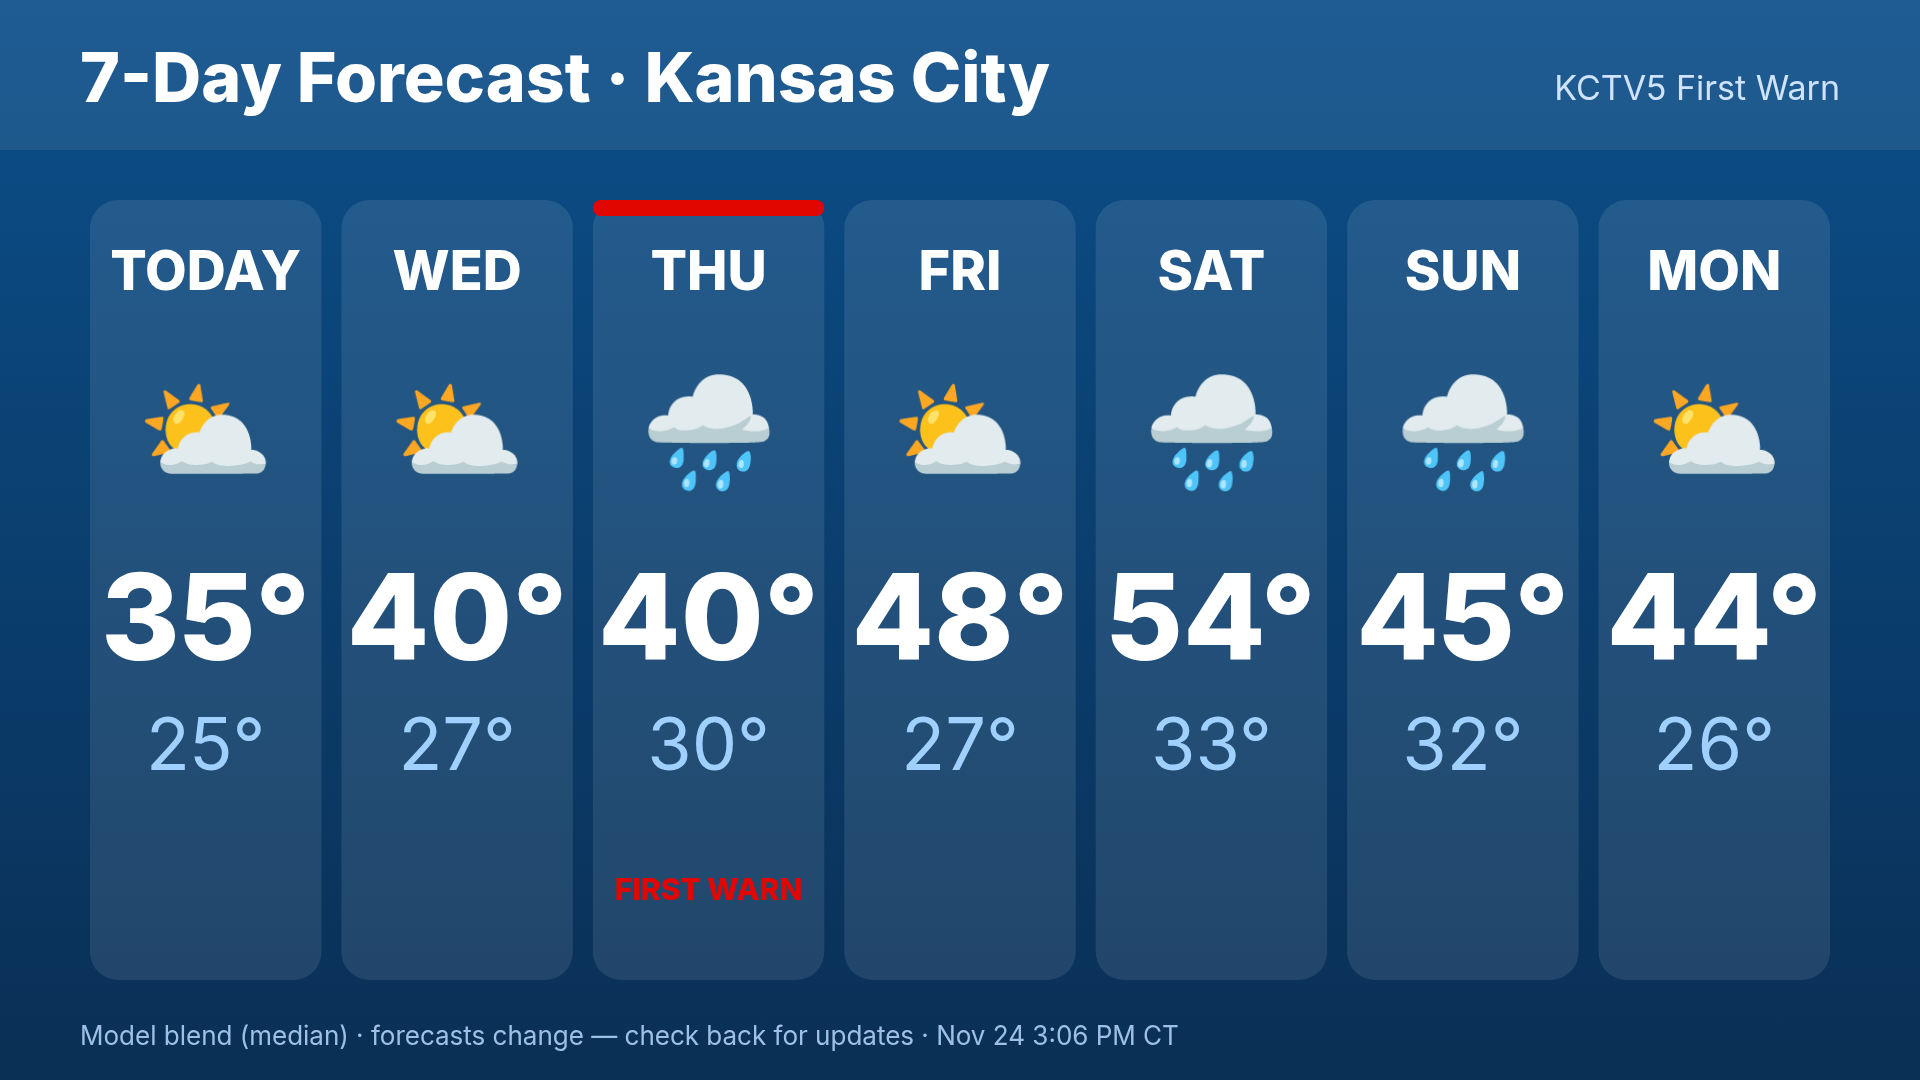 7-Day Forecast · Kansas City
KCTV5 First Warn
TODAY WED THU FRI SAT SUN MON
35° 40° 40° 48° 54° 45° 44°
25° 27° 30° 27° 33° 32° 26°
FIRST WARN
Model blend (median) · forecasts change — check back for updates · Nov 24 3:06 PM CT